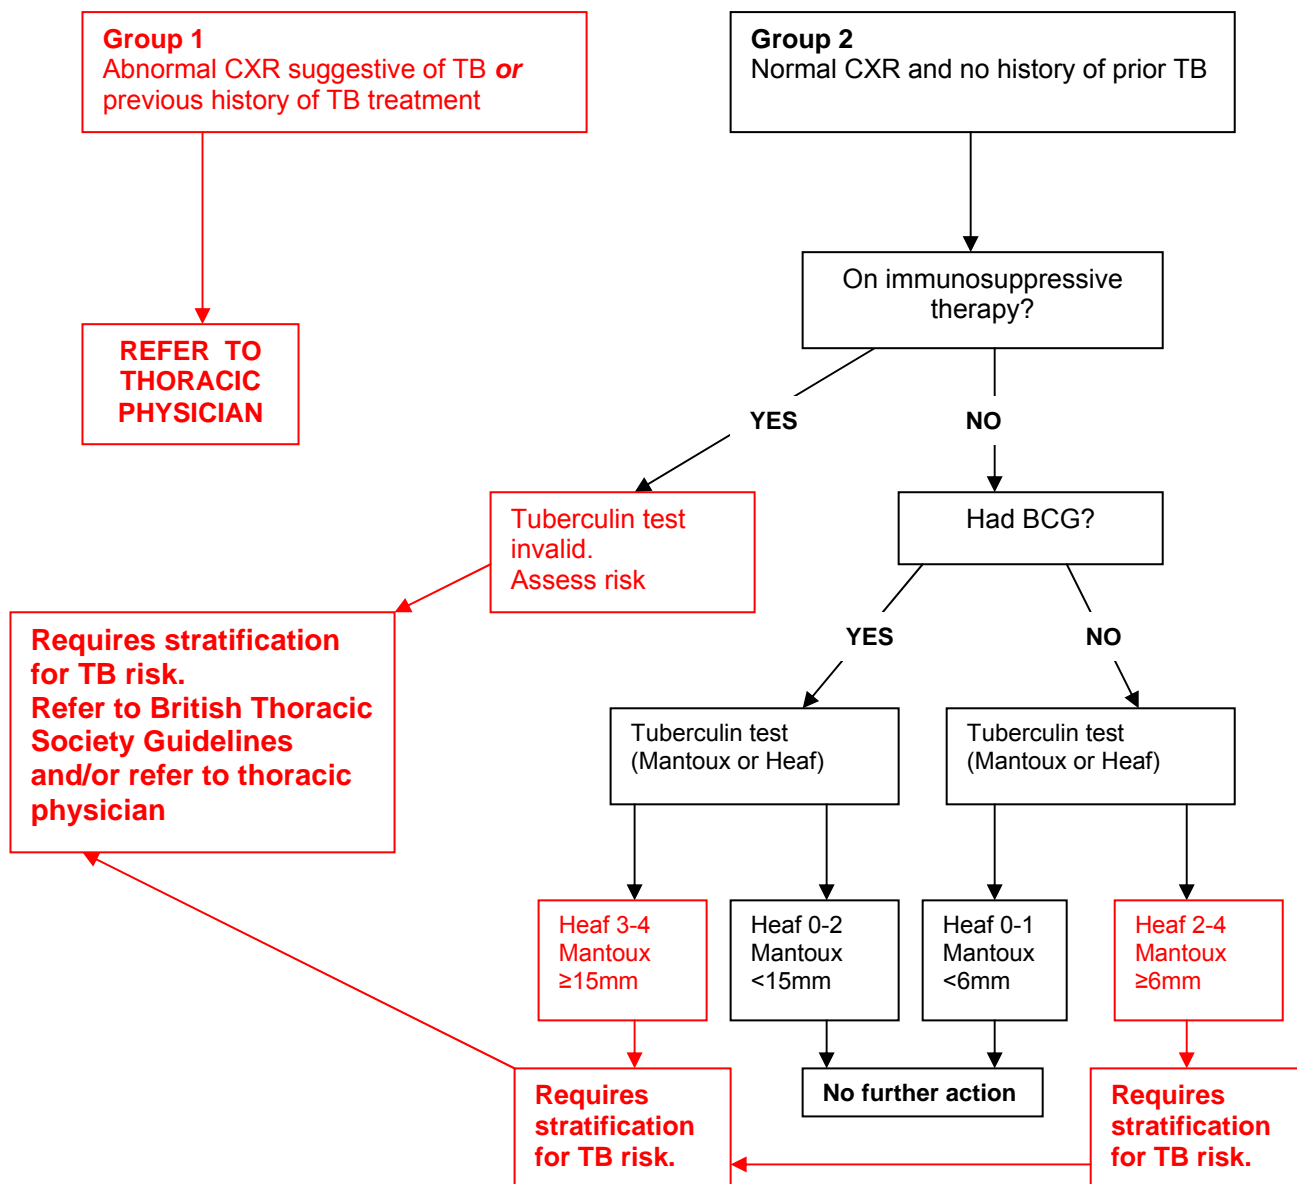 Group 1
Abnormal CXR suggestive of TB or
previous history of TB treatment
Group 2
Normal CXR and no history of prior TB
On immunosuppressive
therapy?
REFER TO
THORACIC
PHYSICIAN
YES
NO
Tuberculin test
invalid.
Assess risk
Had BCG?
Requires stratification
for TB risk.
Refer to British Thoracic
Society Guidelines
and/or refer to thoracic
physician
YES
NO
Tuberculin test
(Mantoux or Heaf)
Tuberculin test
(Mantoux or Heaf)
Heaf 3-4
Mantoux
≥15mm
Heaf 0-2
Mantoux
<15mm
Heaf 0-1
Mantoux
<6mm
Heaf 2-4
Mantoux
≥6mm
Requires
stratification
for TB risk.
No further action
Requires
stratification
for TB risk.